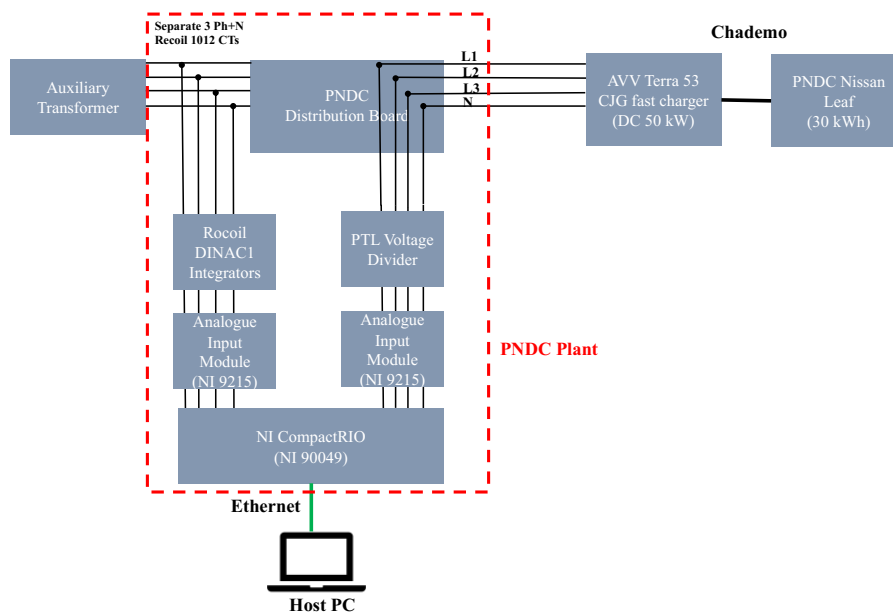 Separate 3 Ph+N
Recoil 1012 CTs
Chademo
Auxiliary
Transformer
PNDC
Distribution Board
L1
L2
L3
N
AVV Terra 53
CJG fast charger
(DC 50 kW)
PNDC Nissan
Leaf
(30 kWh)
Rocoil
DINAC1
Integrators
PTL Voltage
Divider
Analogue
Input
Module
(NI 9215)
Analogue
Input
Module
(NI 9215)
PNDC Plant
NI CompactRIO
(NI 90049)
Ethernet
Host PC